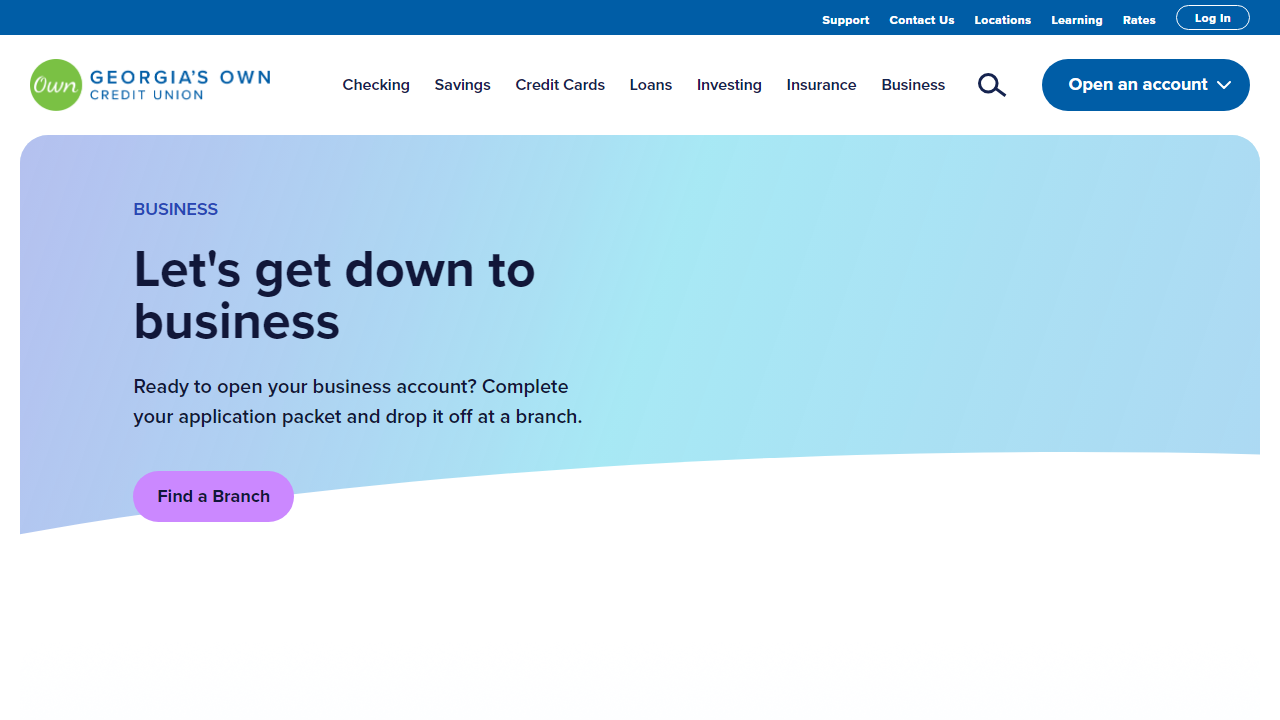 Support Contact Us Locations Learning Rates Log In
Own GEORGIA'S OWN
CREDIT UNION
Checking Savings Credit Cards Loans Investing Insurance Business Open an account
BUSINESS
Let's get down to
business
Ready to open your business account? Complete
your application packet and drop it off at a branch.
Find a Branch